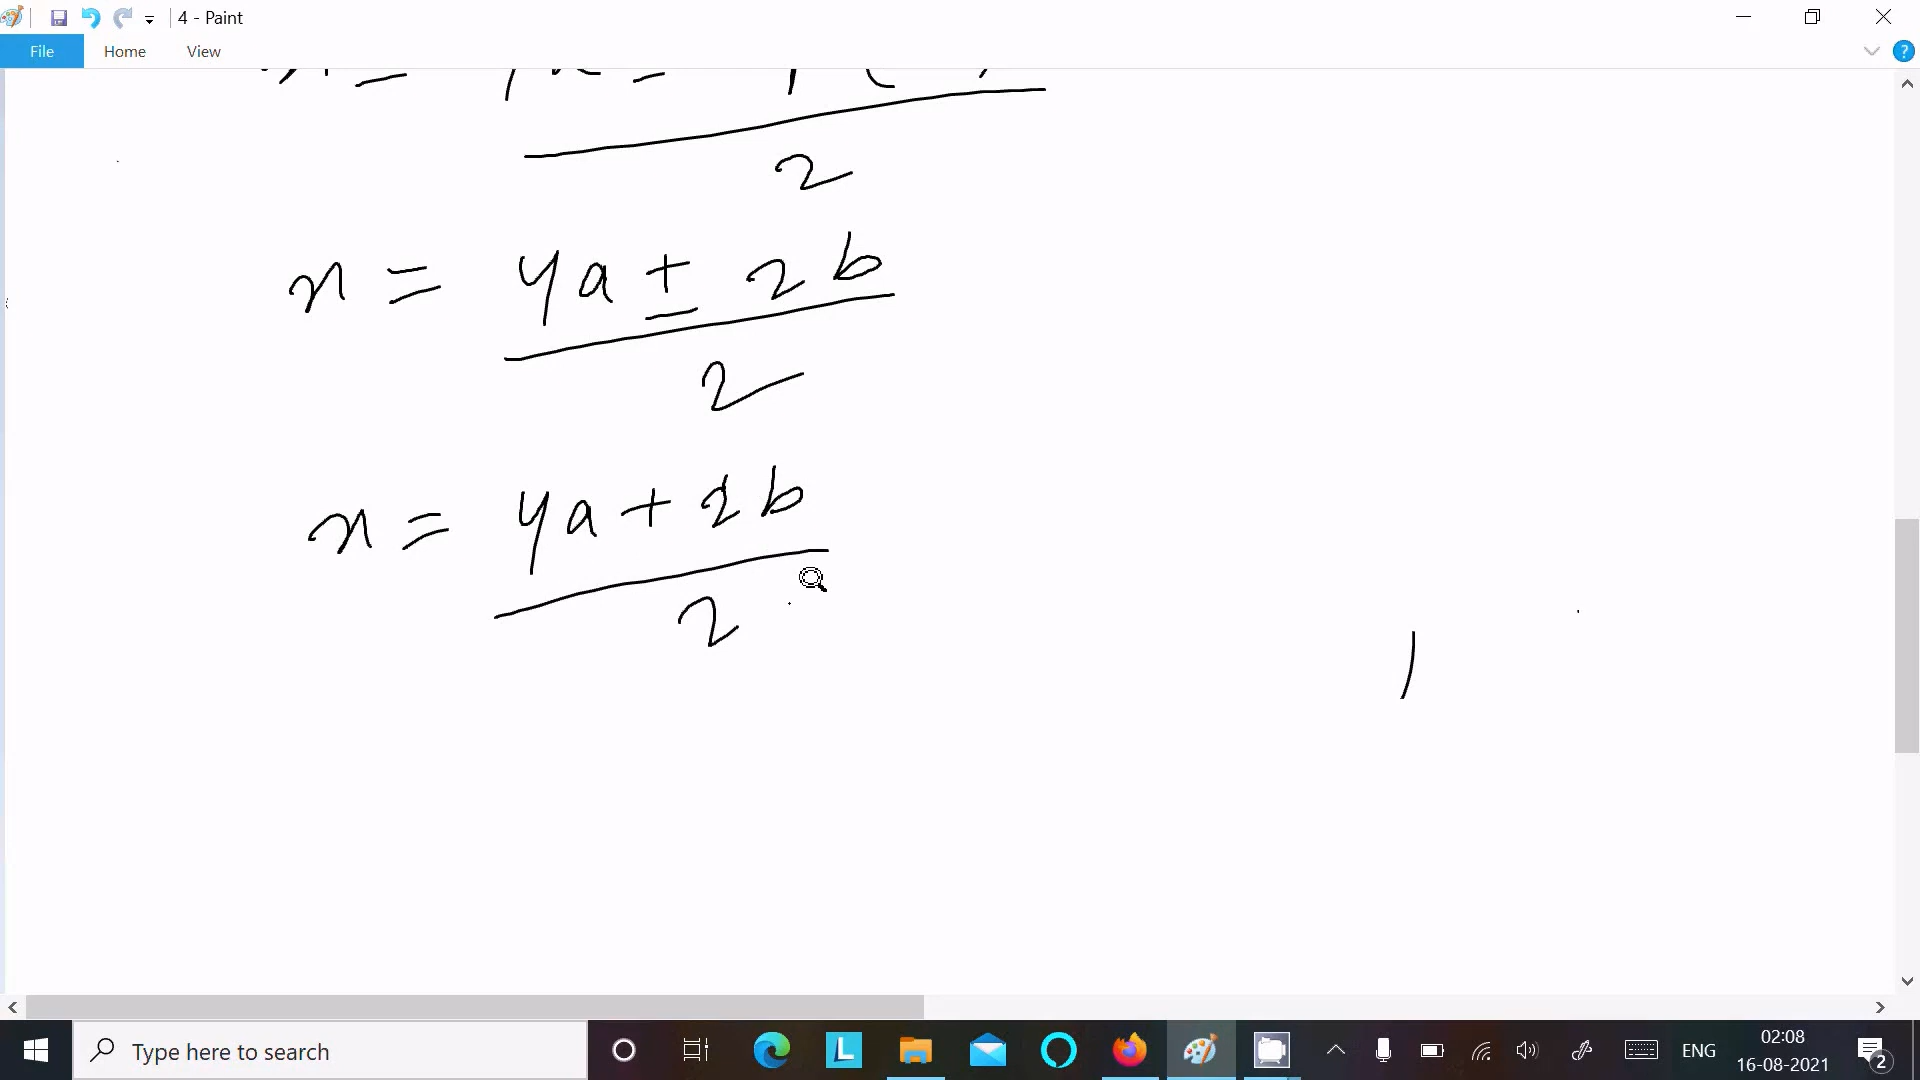 4 - Paint
File Home View
2
x = 4a ± 2b
2
x = 4a + 2b
2
Type here to search
ENG
02:08
16-08-2021
2